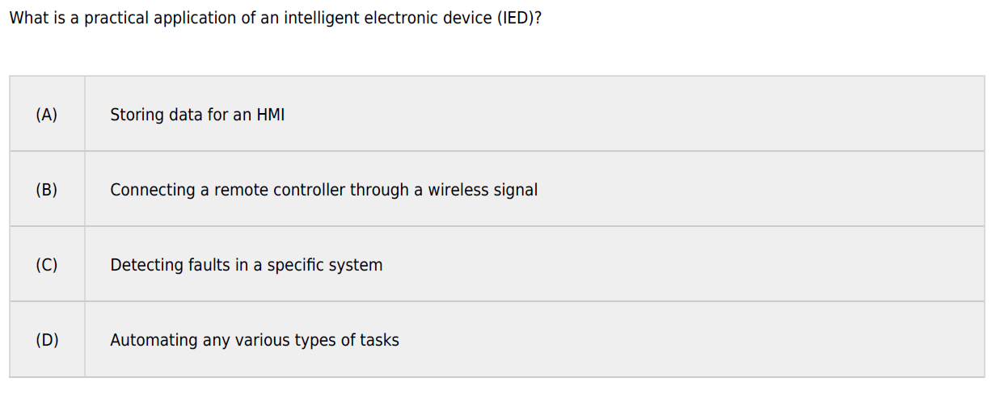 What is a practical application of an intelligent electronic device (IED)?
(A) Storing data for an HMI
(B) Connecting a remote controller through a wireless signal
(C) Detecting faults in a specific system
(D) Automating any various types of tasks